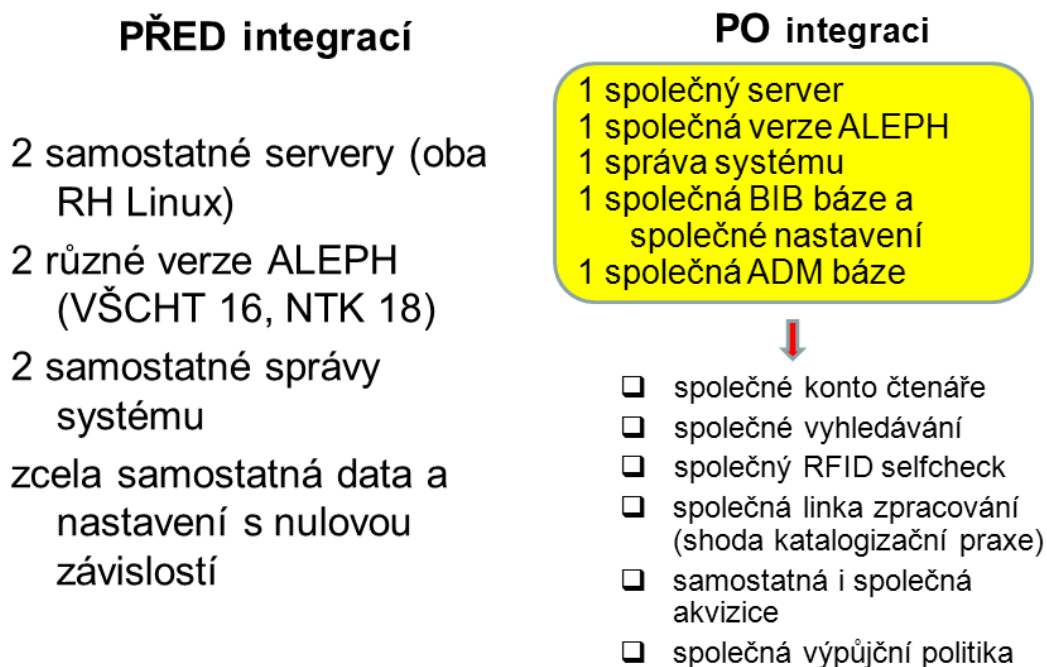 PŘED integrací
2 samostatné servery (oba
RH Linux)
2 různé verze ALEPH
(VŠCHT 16, NTK 18)
2 samostatné správy
systému
zcela samostatná data a
nastavení s nulovou
závislostí
PO integraci
1 společný server
1 společná verze ALEPH
1 správa systému
1 společná BIB báze a
společné nastavení
1 společná ADM báze
společné konto čtenáře
společné vyhledávání
společný RFID selfcheck
společná linka zpracování
(shoda katalogizační praxe)
samostatná i společná
akvizice
společná výpůjční politika